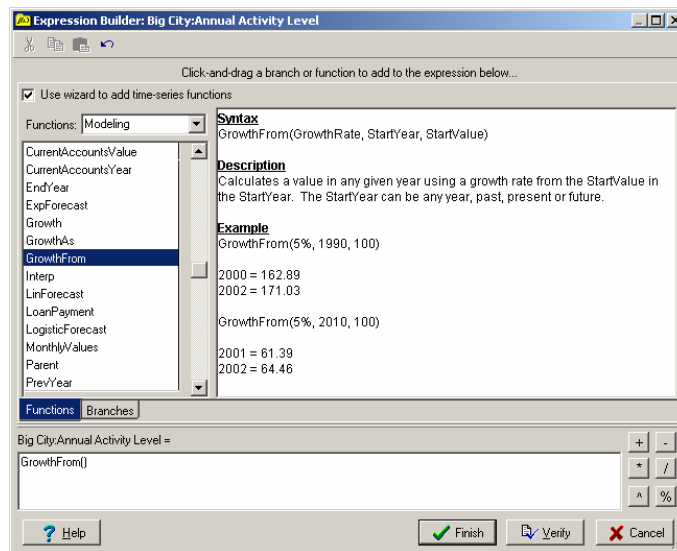 Expression Builder: Big City:Annual Activity Level
Click-and-drag a branch or function to add to the expression below...
Use wizard to add time-series functions
Functions: Modeling
CurrentAccountsValue
CurrentAccountsYear
EndYear
ExpForecast
Growth
GrowthAs
GrowthFrom
Interp
LinForecast
LoanPayment
LogisticForecast
MonthlyValues
Parent
PrevYear
Syntax
GrowthFrom(GrowthRate, StartYear, StartValue)
Description
Calculates a value in any given year using a growth rate from the StartValue in
the StartYear. The StartYear can be any year, past, present or future.
Example
GrowthFrom(5%, 1990, 100)
2000 = 162.89
2002 = 171.03
GrowthFrom(5%, 2010, 100)
2001 = 61.39
2002 = 64.46
Functions Branches
Big City:Annual Activity Level =
GrowthFrom()
+ -
* /
^ %
? Help
Finish
Verify
Cancel